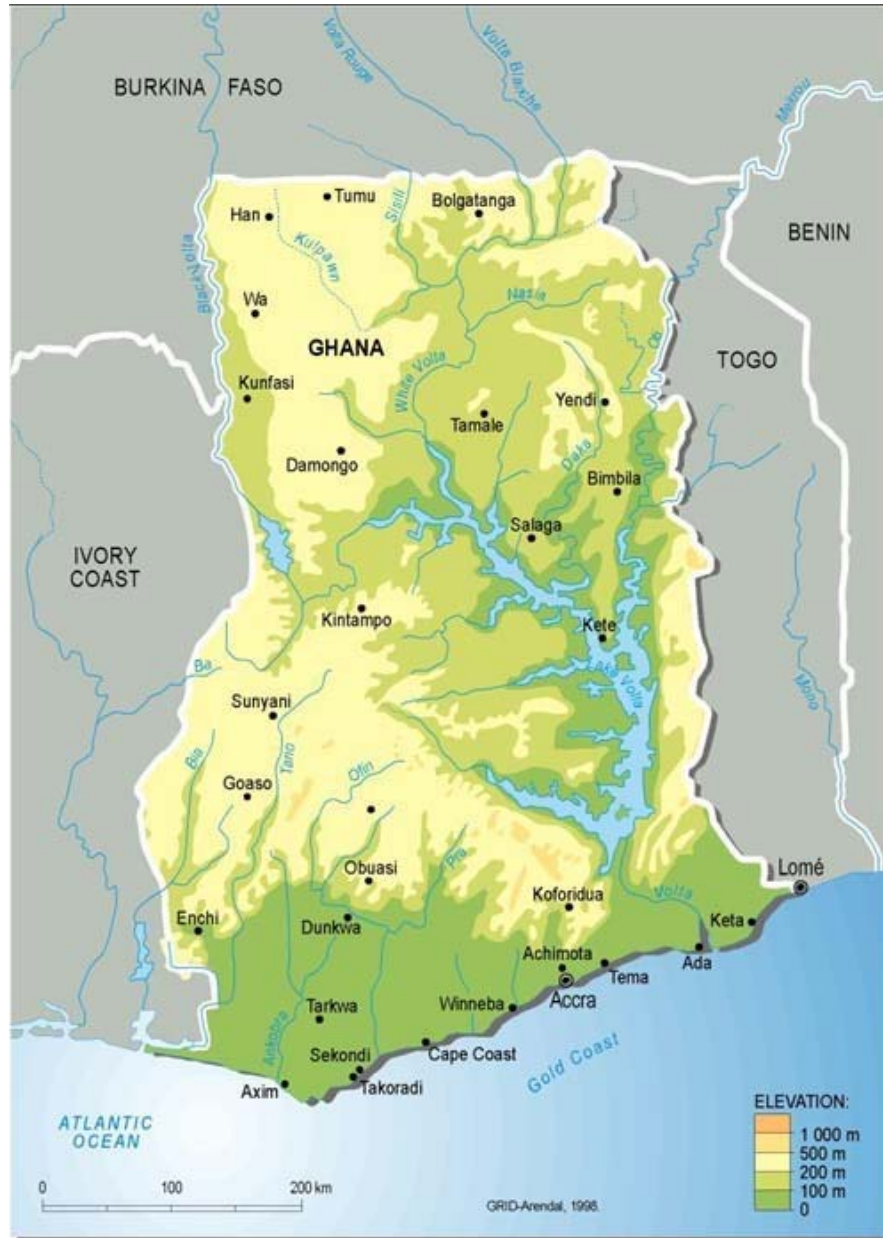 Volta Rouge
Volta Blanche
BURKINA FASO
Mekrou
Tumu
Han
Sisili
Bolgatanga
BENIN
Kulpawn
Black Volta
Nasia
Wa
GHANA
Oti
TOGO
White Volta
Kunfasi
Yendi
Tamale
Daka
Damongo
Bimbila
Salaga
IVORY
COAST
Kintampo
Kete
Ba
Lake Volta
Mono
Sunyani
Bia
Tano
Goaso
Ofin
Pra
Obuasi
Lomé
Koforidua
Volta
Enchi
Dunkwa
Keta
Achimota
Ada
Tema
Accra
Tarkwa
Winneba
Ankobra
Cape Coast
Gold Coast
Sekondi
Takoradi
Axim
ATLANTIC
OCEAN
ELEVATION:
1 000 m
500 m
200 m
100 m
0
0 100 200 km
GRID-Arendal, 1998.